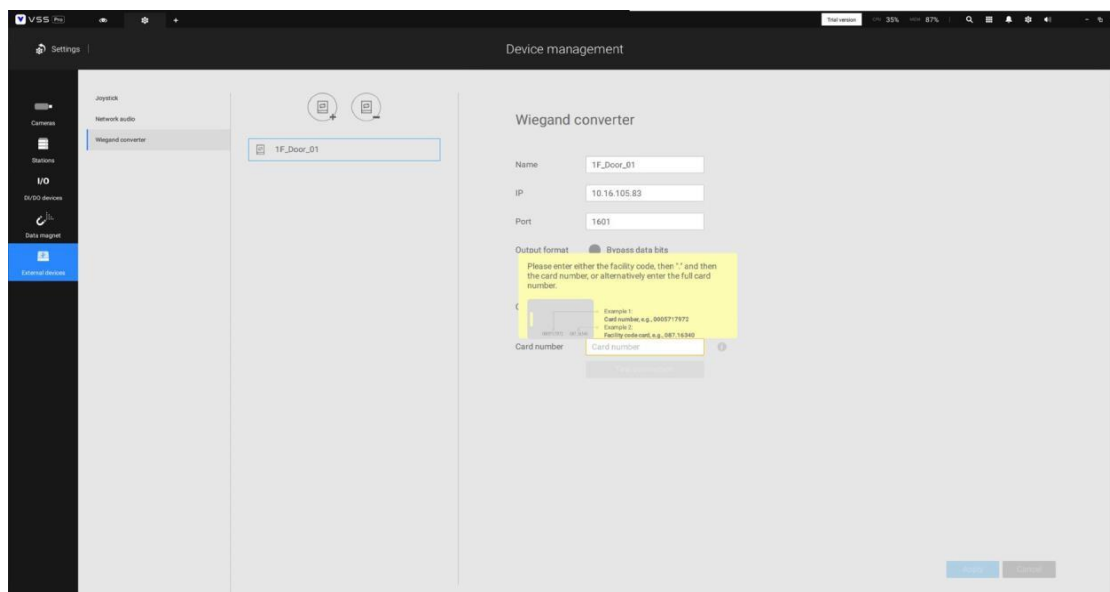 VSS Pro
+
Trial version
CPU 35%
87%
Settings
Device management
Cameras
Stations
I/O
DI/DO devices
Data magnet
External devices
Joystick
Network audio
Wiegand converter
1F_Door_01
Wiegand converter
Name 1F_Door_01
IP 10.16.105.83
Port 1601
Output format Bypass data bits
Please enter either the facility code, then "." and then
the card number, or alternatively enter the full card
number.
Example 1:
Card number, e.g., 0005717972
Example 2:
Facility code card, e.g., 087.16340
Card number Card number
Apply Cancel